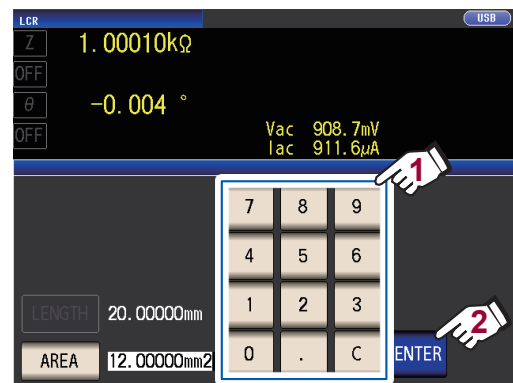 LCR USB
Z 1.00010kΩ
OFF
θ -0.004 °
OFF
Vac 908.7mV
Iac 911.6μA
1
7 8 9
4 5 6
LENGTH 20.00000mm 1 2 3
2
AREA 12.00000mm2 0 . C ENTER